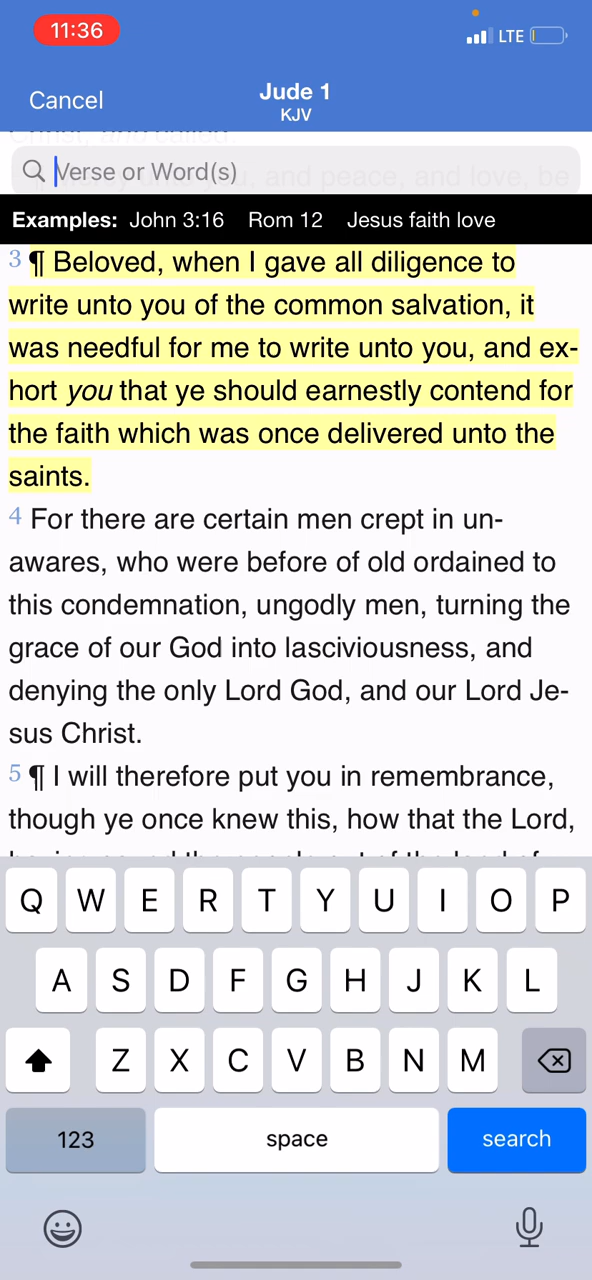 11:36
LTE
Cancel
Jude 1
KJV
Verse or Word(s)
Examples: John 3:16 Rom 12 Jesus faith love
3 ¶ Beloved, when I gave all diligence to
write unto you of the common salvation, it
was needful for me to write unto you, and ex-
hort you that ye should earnestly contend for
the faith which was once delivered unto the
saints.
4 For there are certain men crept in un-
awares, who were before of old ordained to
this condemnation, ungodly men, turning the
grace of our God into lasciviousness, and
denying the only Lord God, and our Lord Je-
sus Christ.
5 ¶ I will therefore put you in remembrance,
though ye once knew this, how that the Lord,
Q W E R T Y U I O P
A S D F G H J K L
Z X C V B N M
123 space search